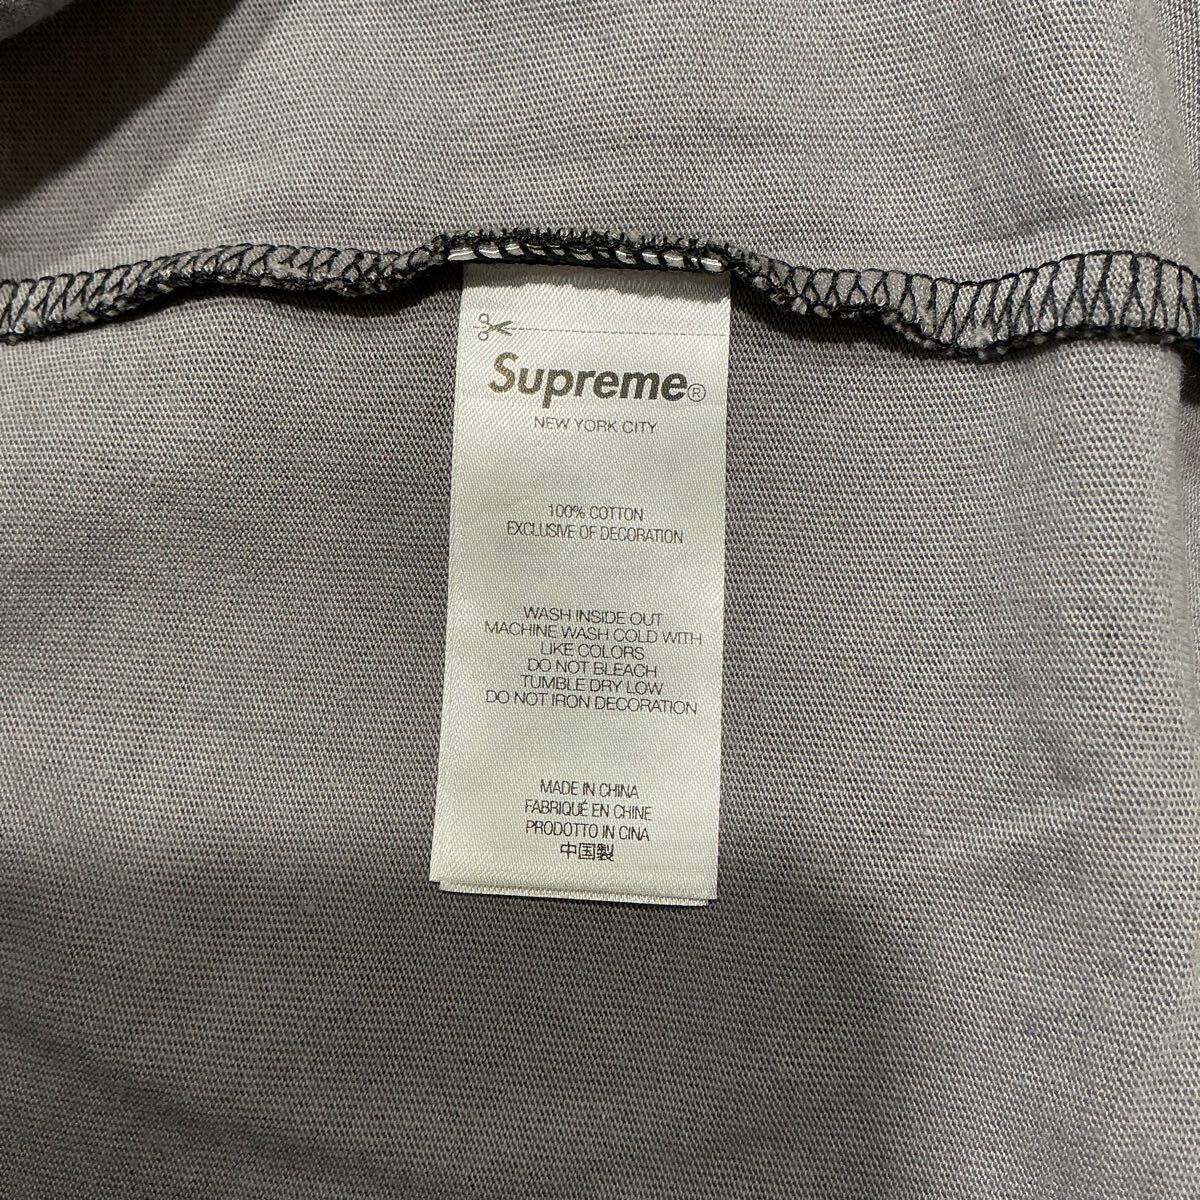 Supreme®
NEW YORK CITY
100% COTTON
EXCLUSIVE OF DECORATION
WASH INSIDE OUT
MACHINE WASH COLD WITH
LIKE COLORS
DO NOT BLEACH
TUMBLE DRY LOW
DO NOT IRON DECORATION
MADE IN CHINA
FABRIQUÉ EN CHINE
PRODOTTO IN CINA
中国製